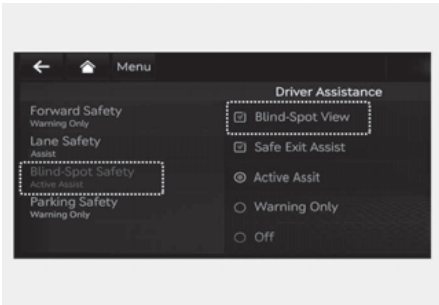 Menu
Driver Assistance
Forward Safety
Warning Only
Lane Safety
Assist
Blind-Spot Safety
Active Assist
Parking Safety
Warning Only
Blind-Spot View
Safe Exit Assist
Active Assit
Warning Only
Off